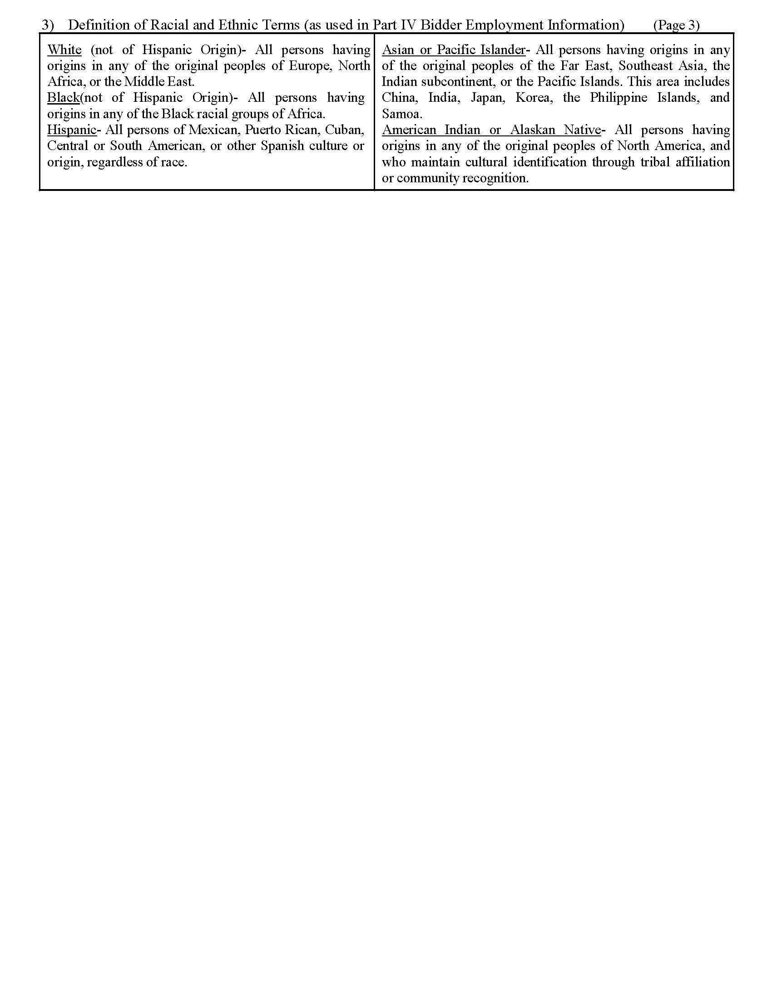 3) Definition of Racial and Ethnic Terms (as used in Part IV Bidder Employment Information) (Page 3)
White (not of Hispanic Origin)- All persons having
origins in any of the original peoples of Europe, North
Africa, or the Middle East.
Black(not of Hispanic Origin)- All persons having
origins in any of the Black racial groups of Africa.
Hispanic- All persons of Mexican, Puerto Rican, Cuban,
Central or South American, or other Spanish culture or
origin, regardless of race.
Asian or Pacific Islander- All persons having origins in any
of the original peoples of the Far East, Southeast Asia, the
Indian subcontinent, or the Pacific Islands. This area includes
China, India, Japan, Korea, the Philippine Islands, and
Samoa.
American Indian or Alaskan Native- All persons having
origins in any of the original peoples of North America, and
who maintain cultural identification through tribal affiliation
or community recognition.